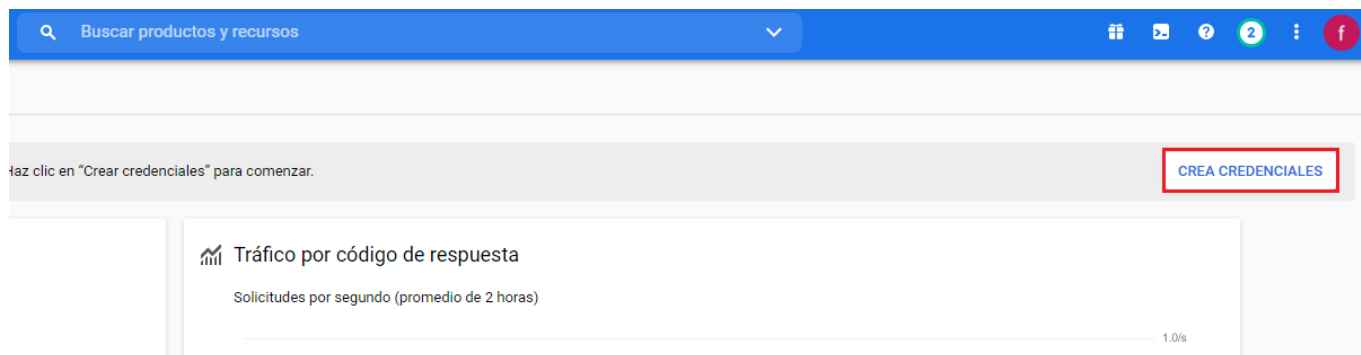 Buscar productos y recursos
2
f
Haz clic en “Crear credenciales” para comenzar.
CREA CREDENCIALES
Tráfico por código de respuesta
Solicitudes por segundo (promedio de 2 horas)
1.0/s